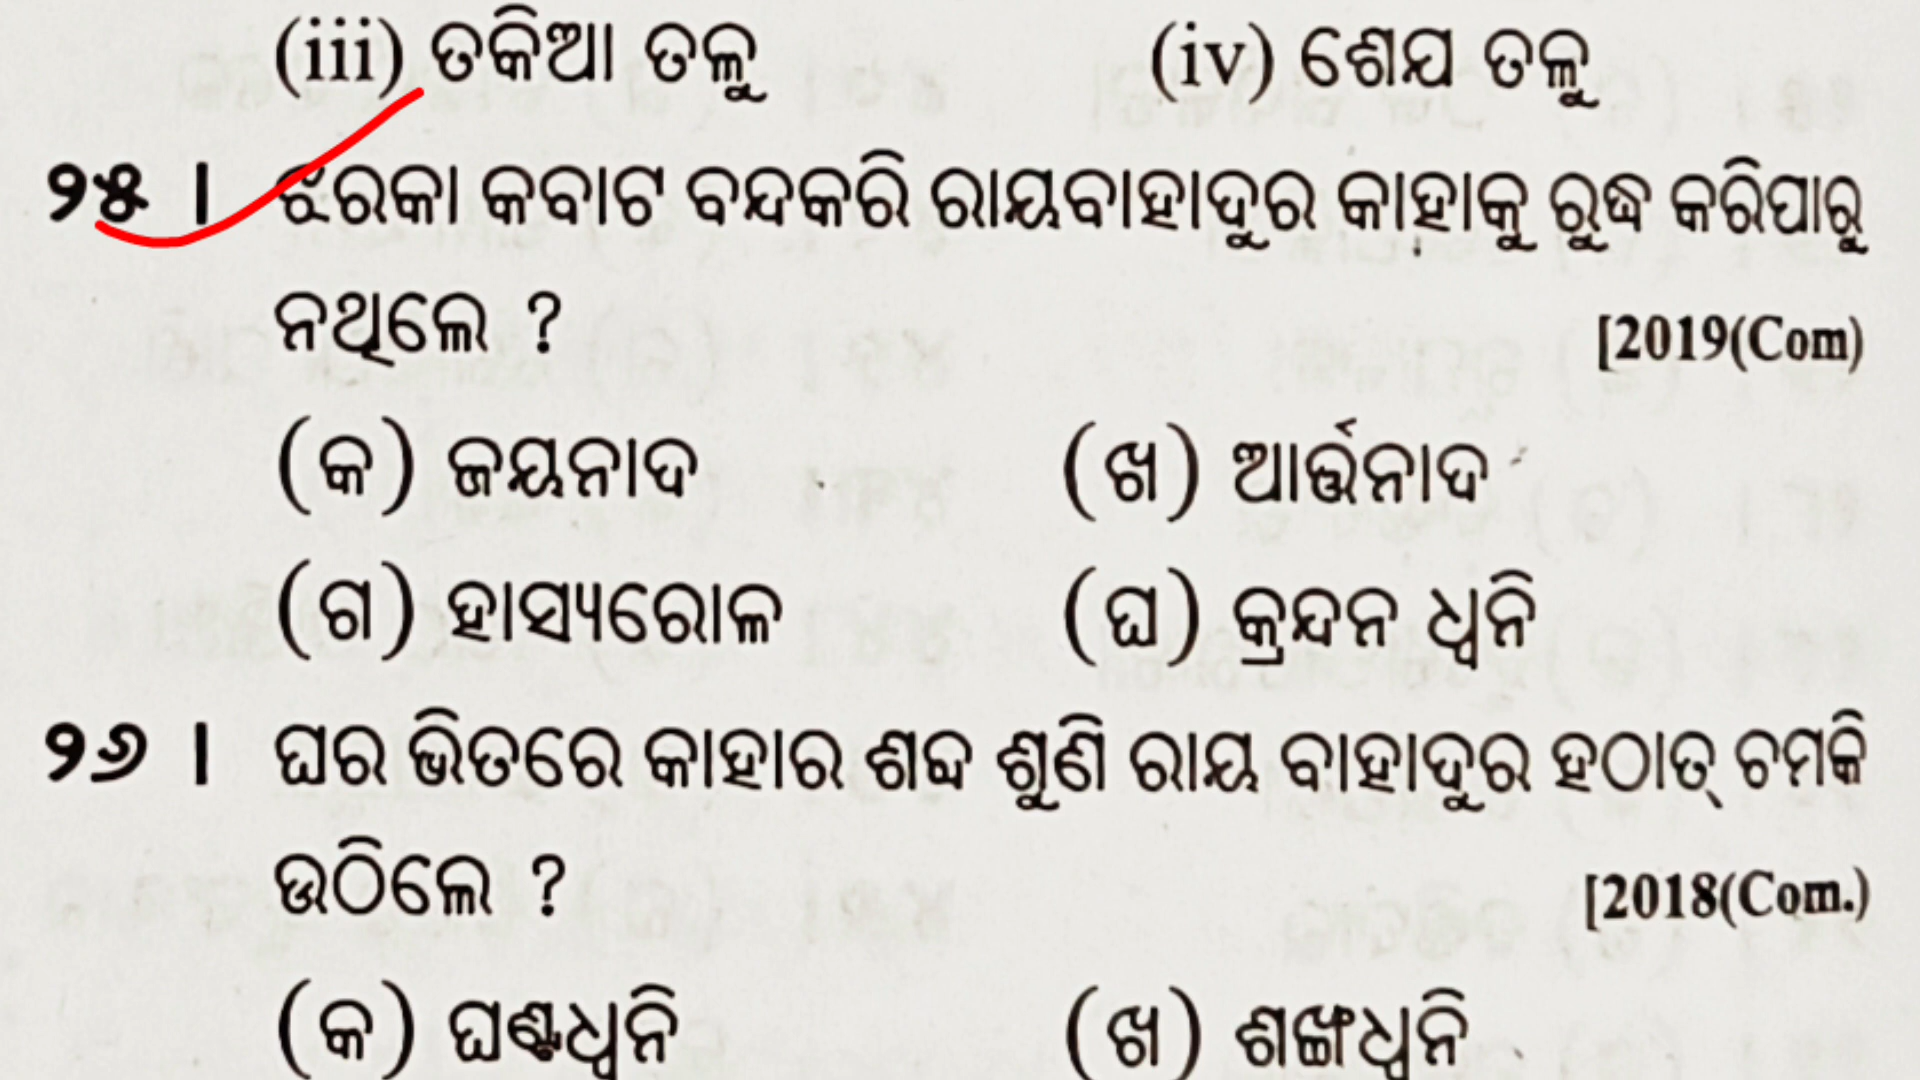 (iii) ତକିଆ ତଳୁ (iv) ଶେଯ ତଳୁ
୨୫ । ଝରକା କବାଟ ବନ୍ଦକରି ରାୟବାହାଦୁର କାହାକୁ ରୁଦ୍ଧ କରିପାରୁ
ନଥିଲେ ? [2019(Com)
(କ) ଜୟନାଦ (ଖ) ଆର୍ତ୍ତନାଦ
(ଗ) ହାସ୍ୟରୋଳ (ଘ) କ୍ରନ୍ଦନ ଧ୍ୱନି
୨୬ । ଘର ଭିତରେ କାହାର ଶବ୍ଦ ଶୁଣି ରାୟ ବାହାଦୁର ହଠାତ୍ ଚମକି
ଉଠିଲେ ? [2018(Com.)
(କ) ଘଣ୍ଟଧ୍ୱନି (ଖ) ଶଙ୍ଖଧ୍ୱନି